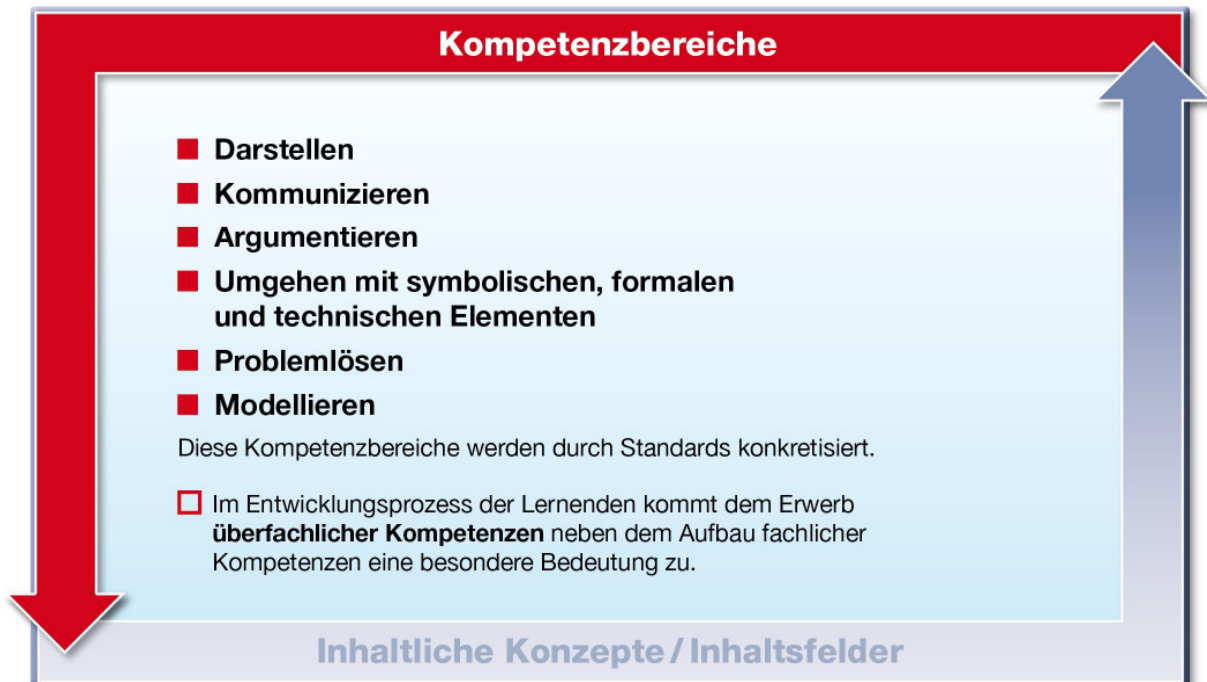 Kompetenzbereiche
Darstellen
Kommunizieren
Argumentieren
Umgehen mit symbolischen, formalen
und technischen Elementen
Problemlösen
Modellieren
Diese Kompetenzbereiche werden durch Standards konkretisiert.
Im Entwicklungsprozess der Lernenden kommt dem Erwerb
überfachlicher Kompetenzen neben dem Aufbau fachlicher
Kompetenzen eine besondere Bedeutung zu.
Inhaltliche Konzepte / Inhaltsfelder